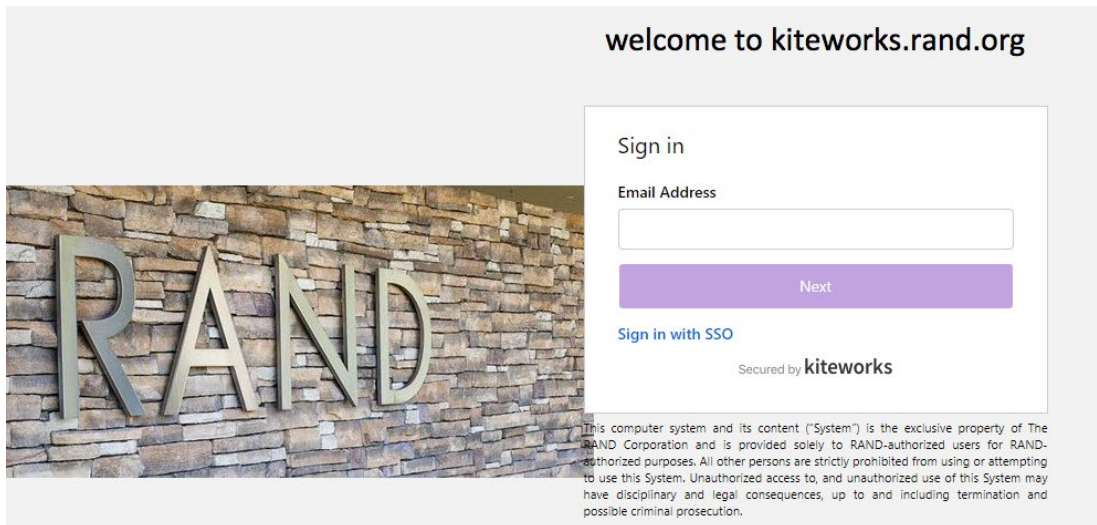 welcome to kiteworks.rand.org
Sign in
Email Address
Next
Sign in with SSO
Secured by kiteworks
RAND
This computer system and its content ("System") is the exclusive property of The
RAND Corporation and is provided solely to RAND-authorized users for RAND-
authorized purposes. All other persons are strictly prohibited from using or attempting
to use this System. Unauthorized access to, and unauthorized use of this System may
have disciplinary and legal consequences, up to and including termination and
possible criminal prosecution.